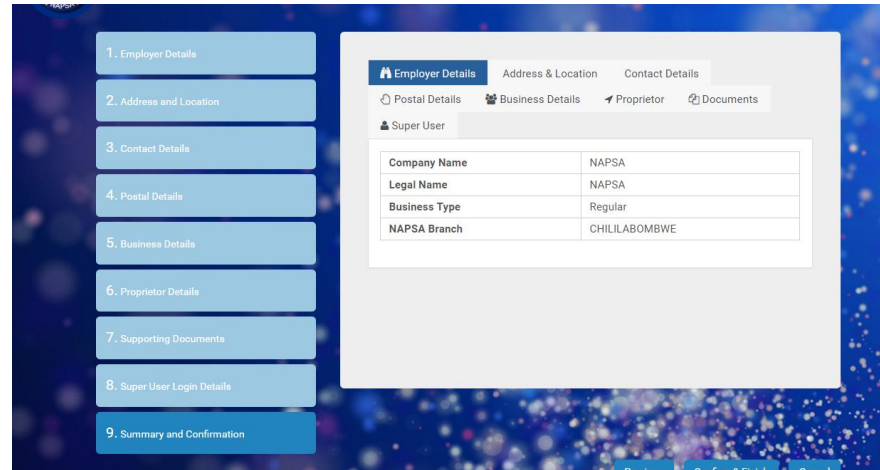 NAPSA
1. Employer Details
2. Address and Location
3. Contact Details
4. Postal Details
5. Business Details
6. Proprietor Details
7. Supporting Documents
8. Super User Login Details
9. Summary and Confirmation
Employer Details Address & Location Contact Details
Postal Details Business Details Proprietor Documents
Super User
Company Name NAPSA
Legal Name NAPSA
Business Type Regular
NAPSA Branch CHILILABOMBWE